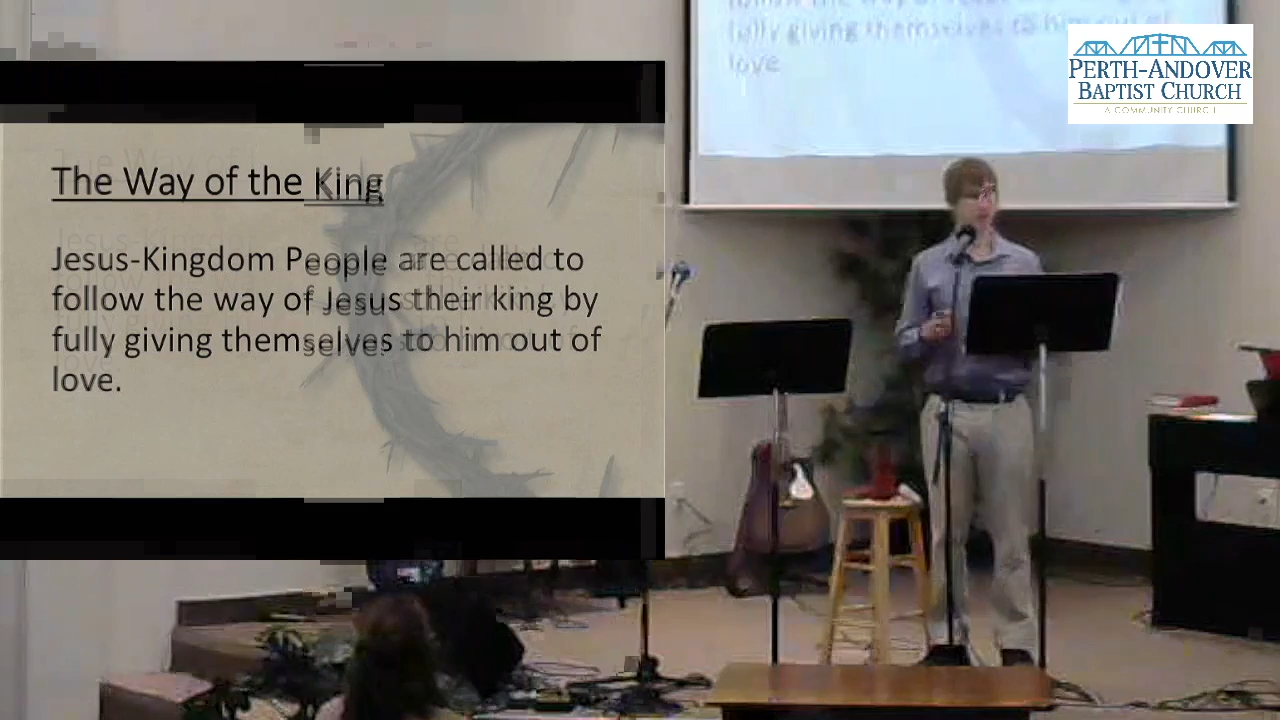 The Way of the King
Jesus-Kingdom People are called to
follow the way of Jesus their king by
fully giving themselves to him out of
love.
fully giving themselves to him out of
love
PERTH-ANDOVER
BAPTIST CHURCH
A COMMUNITY CHURCH